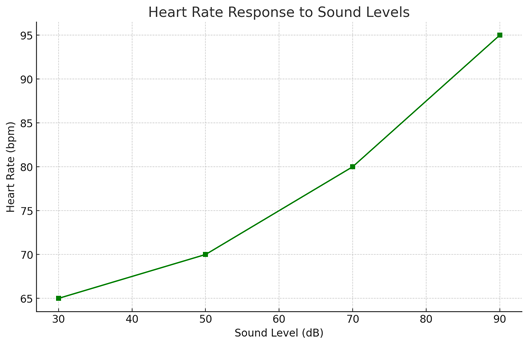 Heart Rate Response to Sound Levels
Heart Rate (bpm)
95
90
85
80
75
70
65
30 40 50 60 70 80 90
Sound Level (dB)